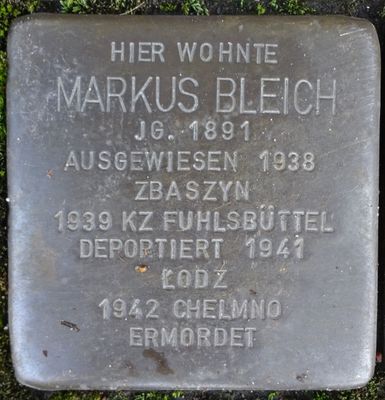 HIER WOHNTE
MARKUS BLEICH
JG. 1891
AUSGEWIESEN 1938
ZBASZYN
1939 KZ FUHLSBÜTTEL
DEPORTIERT 1941
ŁODZ
1942 CHELMNO
ERMORDET